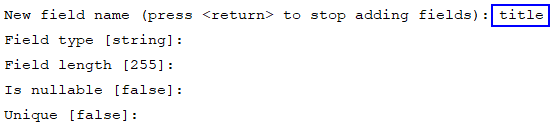 New field name (press <return> to stop adding fields): title
Field type [string]:
Field length [255]:
Is nullable [false]:
Unique [false]: